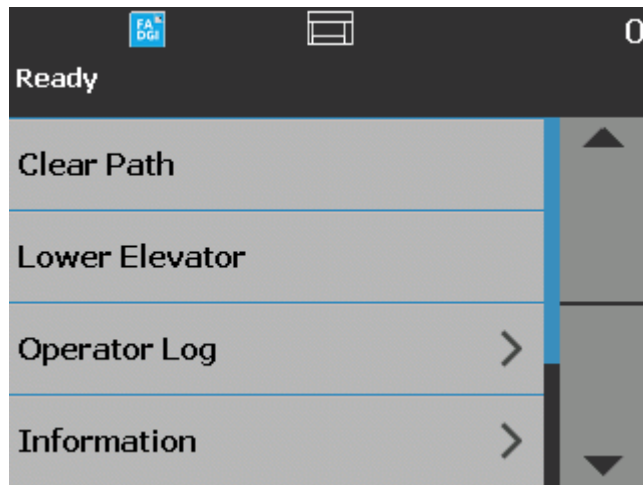 FA
DGI
0
Ready
Clear Path
Lower Elevator
Operator Log
Information